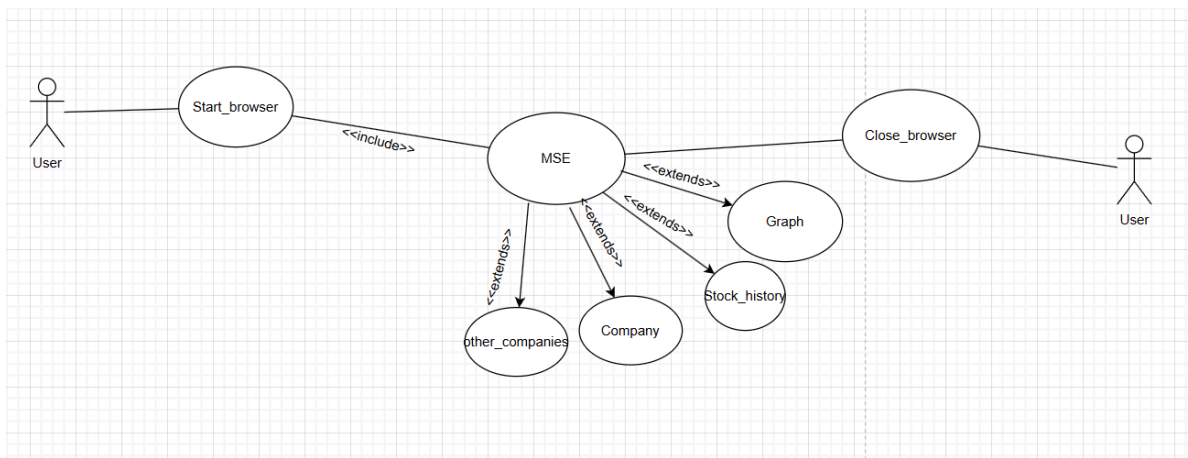 Start_browser
User
<<include>>
MSE
Close_browser
User
<<extends>>
Graph
<<extends>>
Stock_history
<<extends>>
Company
<<extends>>
other_companies